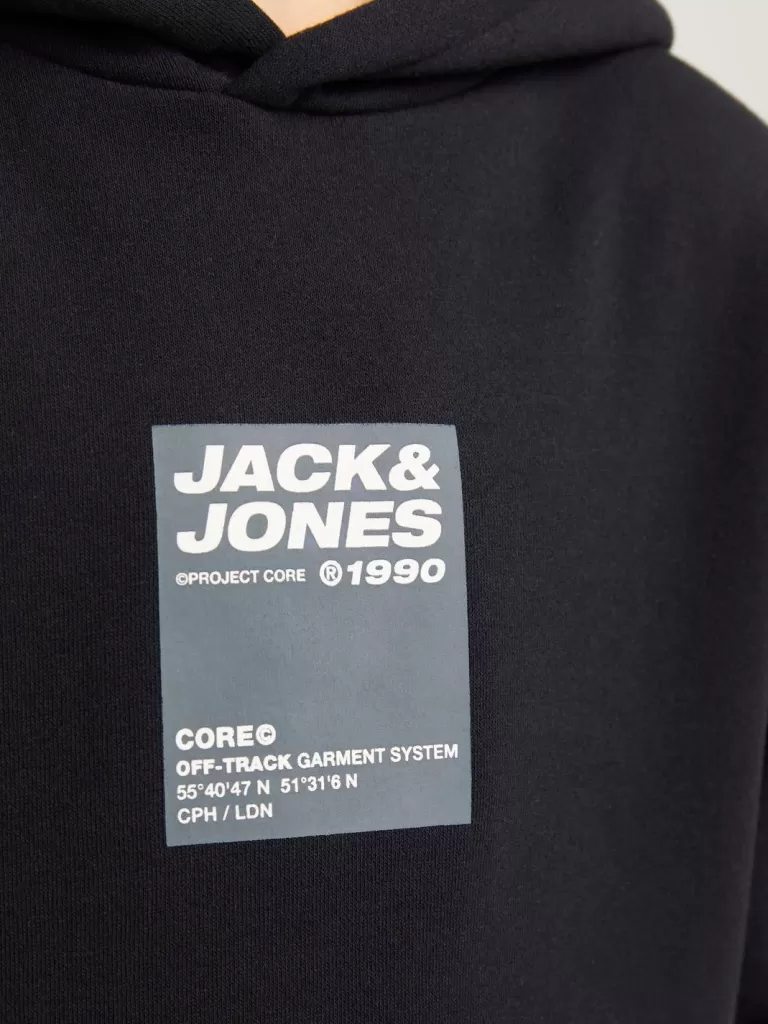 JACK&
JONES
©PROJECT CORE ®1990
CORE©
OFF-TRACK GARMENT SYSTEM
55°40'47 N 51°31'6 N
CPH / LDN